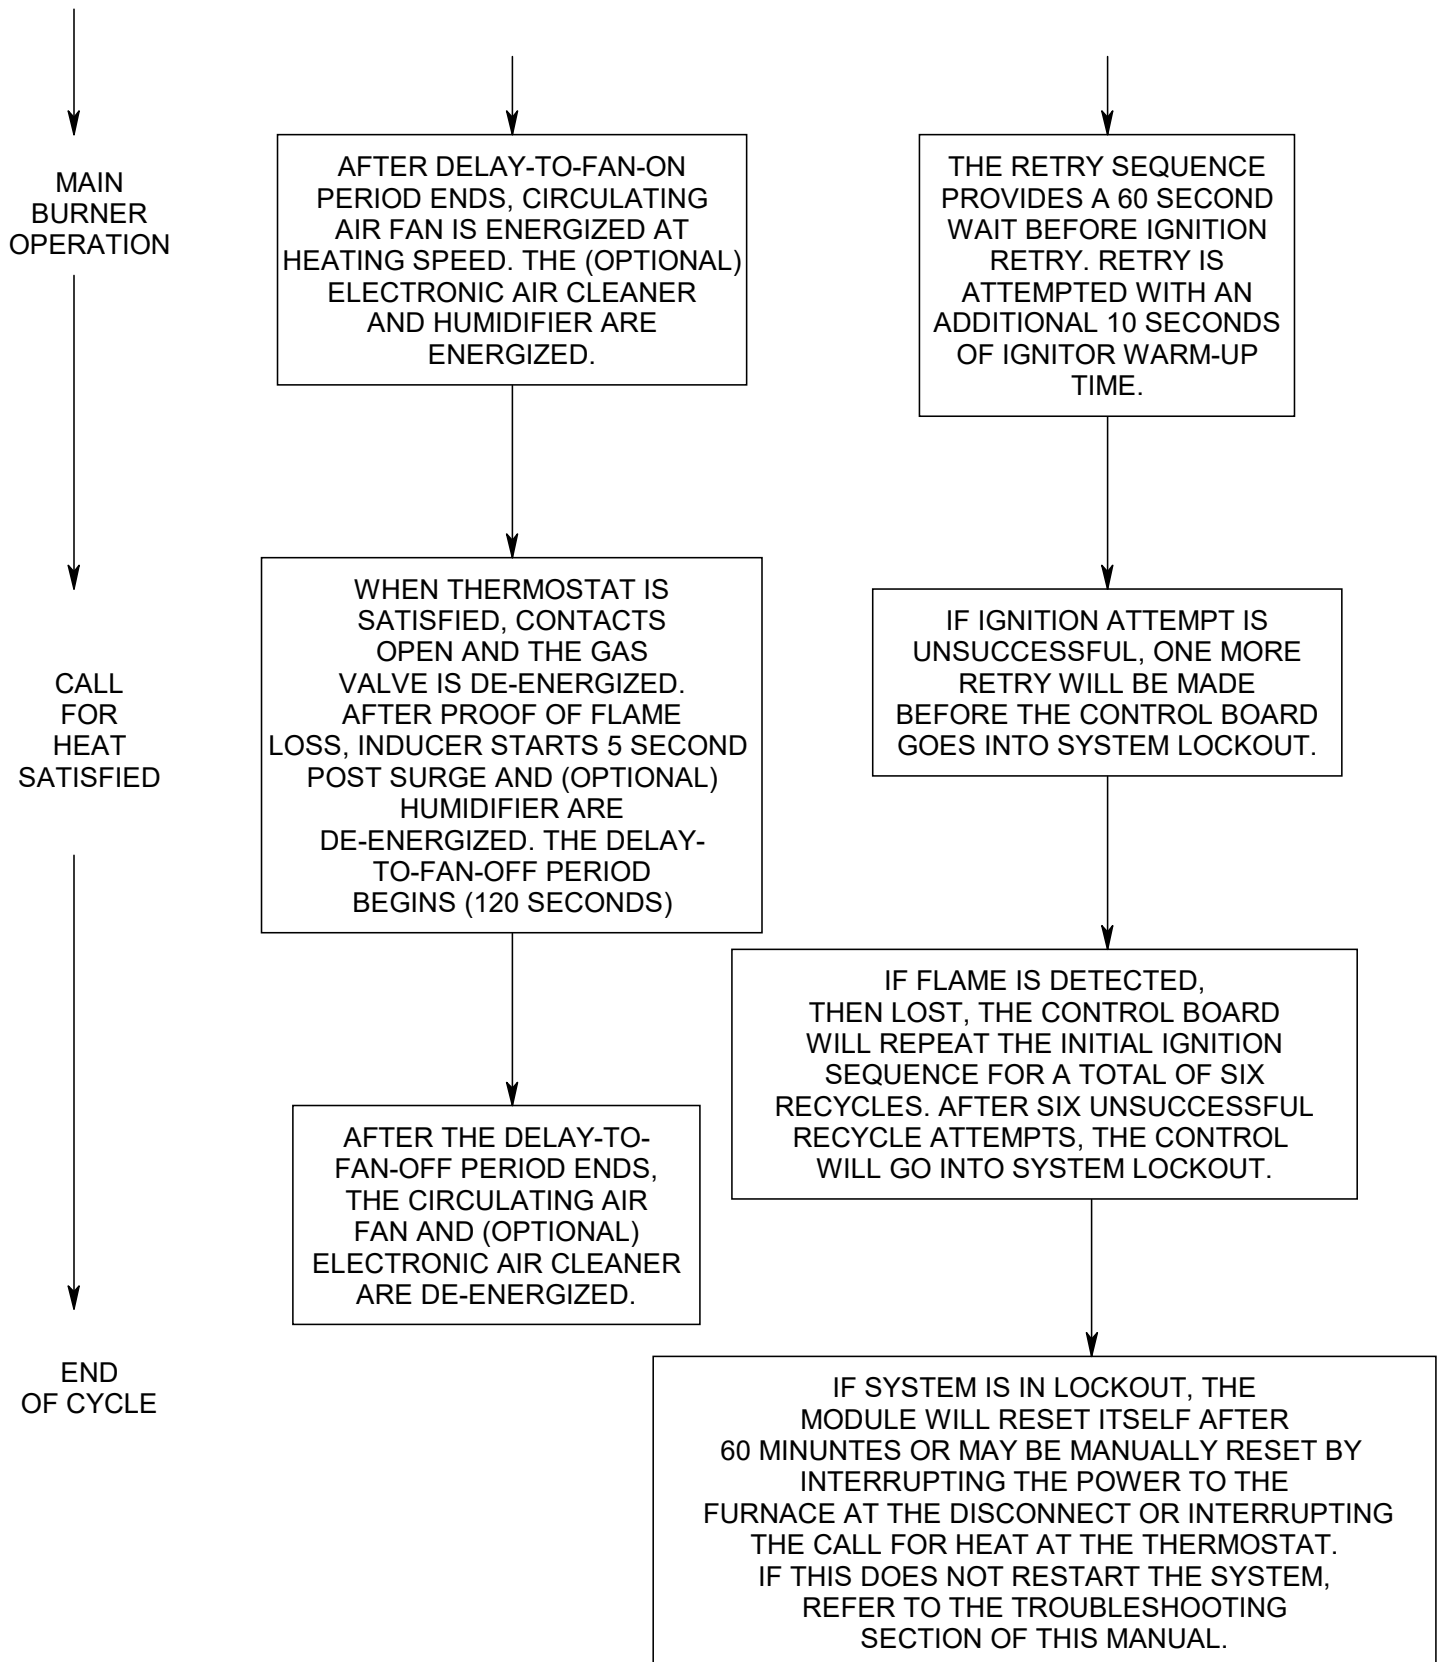 MAIN
BURNER
OPERATION
CALL
FOR
HEAT
SATISFIED
END
OF CYCLE
AFTER DELAY-TO-FAN-ON
PERIOD ENDS, CIRCULATING
AIR FAN IS ENERGIZED AT
HEATING SPEED. THE (OPTIONAL)
ELECTRONIC AIR CLEANER
AND HUMIDIFIER ARE
ENERGIZED.
WHEN THERMOSTAT IS
SATISFIED, CONTACTS
OPEN AND THE GAS
VALVE IS DE-ENERGIZED.
AFTER PROOF OF FLAME
LOSS, INDUCER STARTS 5 SECOND
POST SURGE AND (OPTIONAL)
HUMIDIFIER ARE
DE-ENERGIZED. THE DELAY-
TO-FAN-OFF PERIOD
BEGINS (120 SECONDS)
AFTER THE DELAY-TO-
FAN-OFF PERIOD ENDS,
THE CIRCULATING AIR
FAN AND (OPTIONAL)
ELECTRONIC AIR CLEANER
ARE DE-ENERGIZED.
THE RETRY SEQUENCE
PROVIDES A 60 SECOND
WAIT BEFORE IGNITION
RETRY. RETRY IS
ATTEMPTED WITH AN
ADDITIONAL 10 SECONDS
OF IGNITOR WARM-UP
TIME.
IF IGNITION ATTEMPT IS
UNSUCCESSFUL, ONE MORE
RETRY WILL BE MADE
BEFORE THE CONTROL BOARD
GOES INTO SYSTEM LOCKOUT.
IF FLAME IS DETECTED,
THEN LOST, THE CONTROL BOARD
WILL REPEAT THE INITIAL IGNITION
SEQUENCE FOR A TOTAL OF SIX
RECYCLES. AFTER SIX UNSUCCESSFUL
RECYCLE ATTEMPTS, THE CONTROL
WILL GO INTO SYSTEM LOCKOUT.
IF SYSTEM IS IN LOCKOUT, THE
MODULE WILL RESET ITSELF AFTER
60 MINUNTES OR MAY BE MANUALLY RESET BY
INTERRUPTING THE POWER TO THE
FURNACE AT THE DISCONNECT OR INTERRUPTING
THE CALL FOR HEAT AT THE THERMOSTAT.
IF THIS DOES NOT RESTART THE SYSTEM,
REFER TO THE TROUBLESHOOTING
SECTION OF THIS MANUAL.